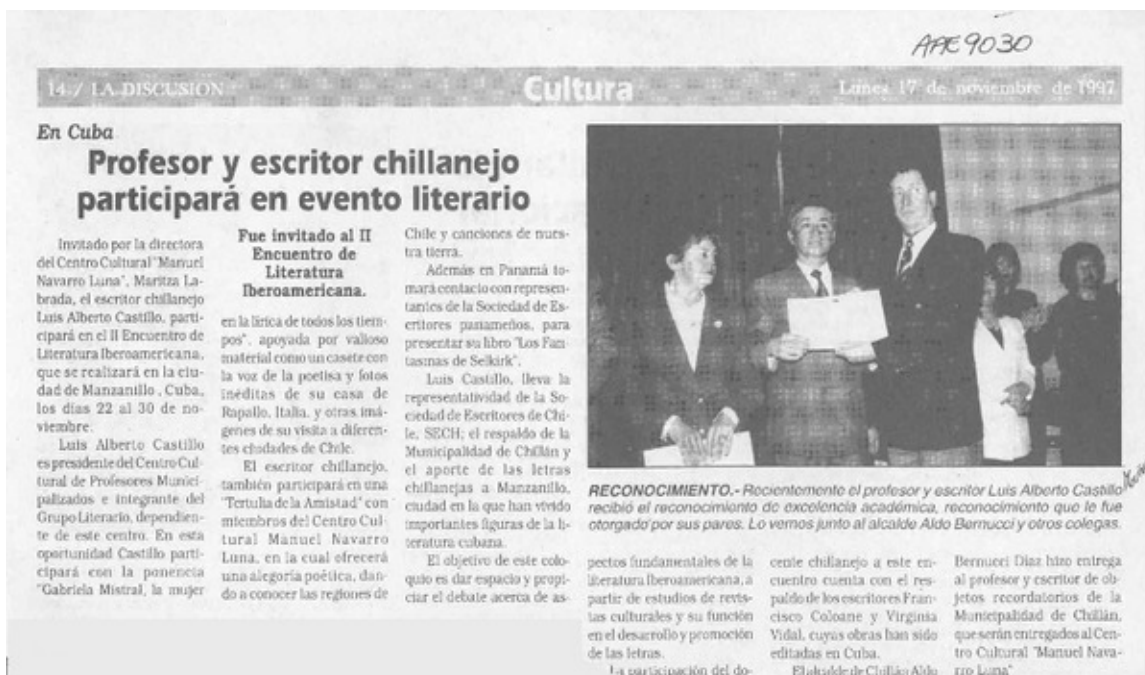 APE 9030
14 / LA DISCUSION
Cultura
Lunes 17 de noviembre de 1997
En Cuba
Profesor y escritor chillanejo
participará en evento literario
Invitado por la directora
del Centro Cultural "Manuel
Navarro Luna", Maritza La-
brada, el escritor chillanejo
Luis Alberto Castillo, parti-
cipará en el II Encuentro de
Literatura Iberoamericana,
que se realizará en la ciu-
dad de Manzanillo , Cuba,
los días 22 al 30 de no-
viembre.
Luis Alberto Castillo
es presidente del Centro Cul-
tural de Profesores Munici-
palizados e integrante del
Grupo Literario, dependien-
te de este centro. En esta
oportunidad Castillo parti-
cipará con la ponencia
"Gabriela Mistral, la mujer
Fue invitado al II
Encuentro de
Literatura
Iberoamericana.
en la lírica de todos los tiem-
pos", apoyada por valioso
material como un casete con
la voz de la poetisa y fotos
inéditas de su casa de
Rapallo, Italia, y otras imá-
genes de su visita a diferen-
tes ciudades de Chile.
El escritor chillanejo,
también participará en una
"Tertulia de la Amistad" con
miembros del Centro Cul-
tural Manuel Navarro
Luna, en la cual ofrecerá
una alegoría poética, dan-
do a conocer las regiones de
Chile y canciones de nues-
tra tierra.
Además en Panamá to-
mará contacto con represen-
tantes de la Sociedad de Es-
critores panameños, para
presentar su libro "Los Fan-
tasmas de Selkirk".
Luis Castillo, lleva la
representatividad de la So-
ciedad de Escritores de Chi-
le, SECH; el respaldo de la
Municipalidad de Chillán y
el aporte de las letras
chillanejas a Manzanillo,
ciudad en la que han vivido
importantes figuras de la li-
teratura cubana.
El objetivo de este colo-
quio es dar espacio y propi-
ciar el debate acerca de as-
RECONOCIMIENTO.- Recientemente el profesor y escritor Luis Alberto Castillo
recibió el reconocimiento de excelencia académica, reconocimiento que le fue
otorgado por sus pares. Lo vemos junto al alcalde Aldo Bernucci y otros colegas.
pectos fundamentales de la
literatura Iberoamericana, a
partir de estudios de revis-
tas culturales y su función
en el desarrollo y promoción
de las letras.
La participación del do-
cente chillanejo a este en-
cuentro cuenta con el res-
paldo de los escritores Fran-
cisco Coloane y Virginia
Vidal, cuyas obras han sido
editadas en Cuba.
El alcalde de Chillán Aldo
Bernucci Díaz hizo entrega
al profesor y escritor de ob-
jetos recordatorios de la
Municipalidad de Chillán,
que serán entregados al Cen-
tro Cultural "Manuel Nava-
rro Luna"